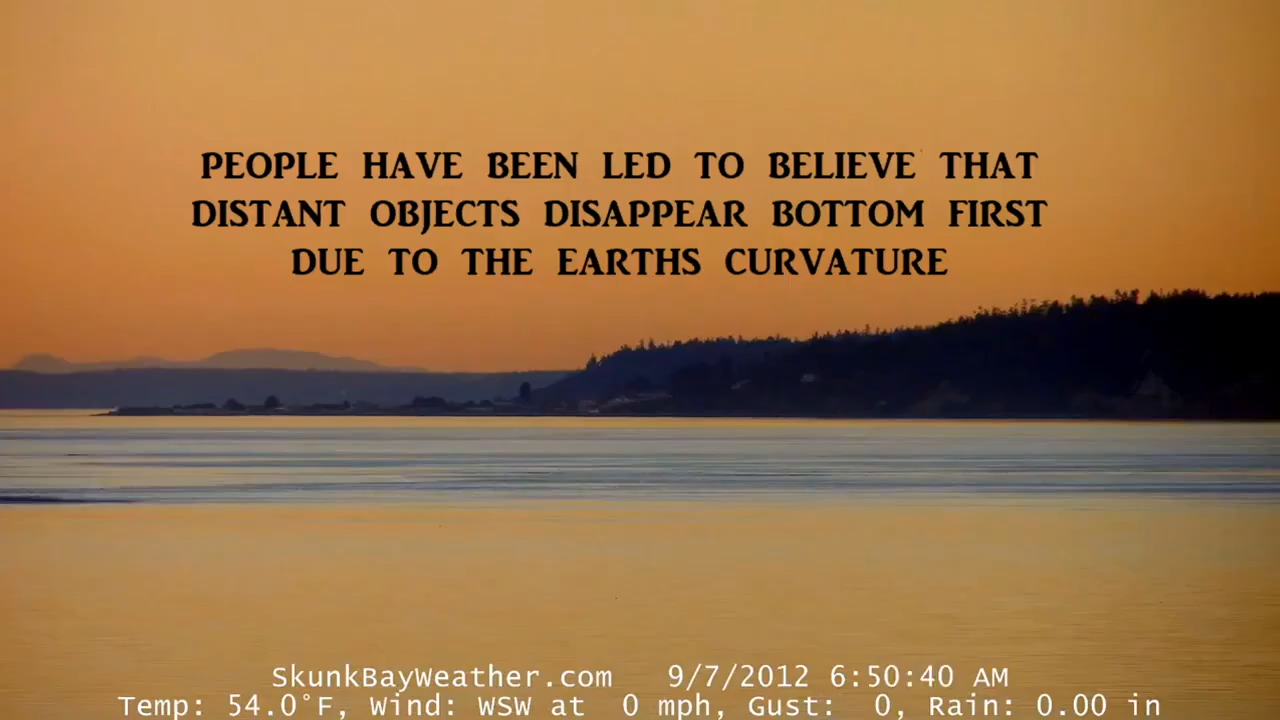 PEOPLE HAVE BEEN LED TO BELIEVE THAT
DISTANT OBJECTS DISAPPEAR BOTTOM FIRST
DUE TO THE EARTHS CURVATURE
SkunkBayWeather.com 9/7/2012 6:50:40 AM
Temp: 54.0°F, Wind: WSW at 0 mph, Gust: 0, Rain: 0.00 in